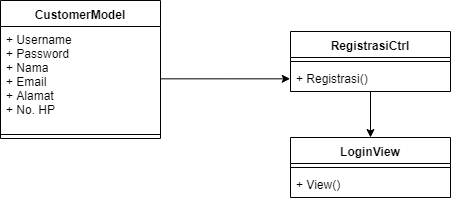 CustomerModel
+ Username
+ Password
+ Nama
+ Email
+ Alamat
+ No. HP
RegistrasiCtrl
+ Registrasi()
LoginView
+ View()